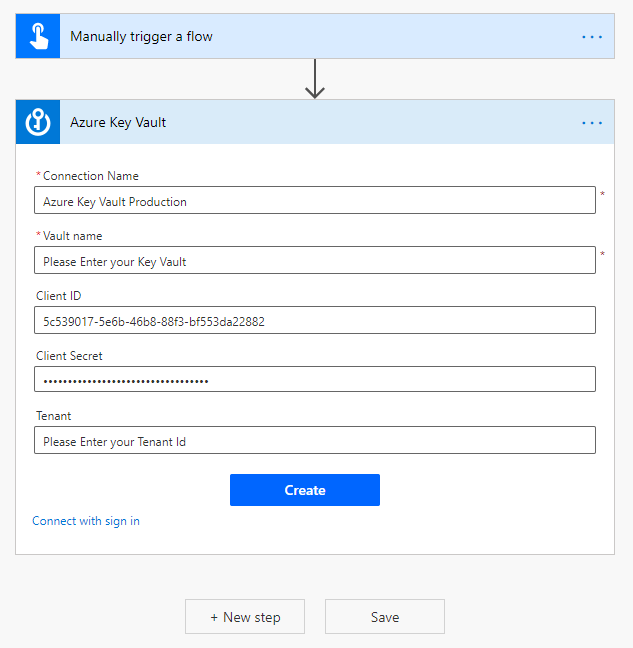 Manually trigger a flow
Azure Key Vault
* Connection Name
Azure Key Vault Production
*
* Vault name
Please Enter your Key Vault
*
Client ID
5c539017-5e6b-46b8-88f3-bf553da22882
Client Secret
••••••••••••••••••••••••••••••••••
Tenant
Please Enter your Tenant Id
Create
Connect with sign in
+ New step
Save